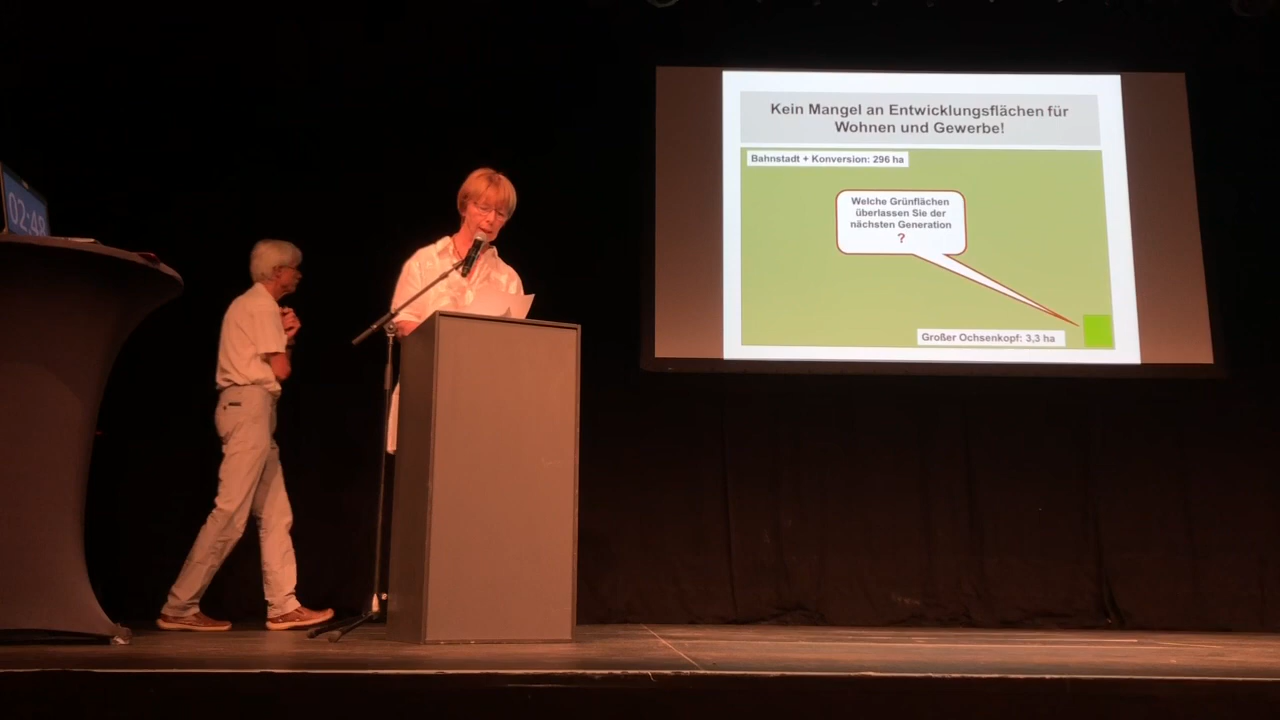 02:48
Kein Mangel an Entwicklungsflächen für
Wohnen und Gewerbe!
Bahnstadt + Konversion: 296 ha
Welche Grünflächen
überlassen Sie der
nächsten Generation
?
Großer Ochsenkopf: 3,3 ha